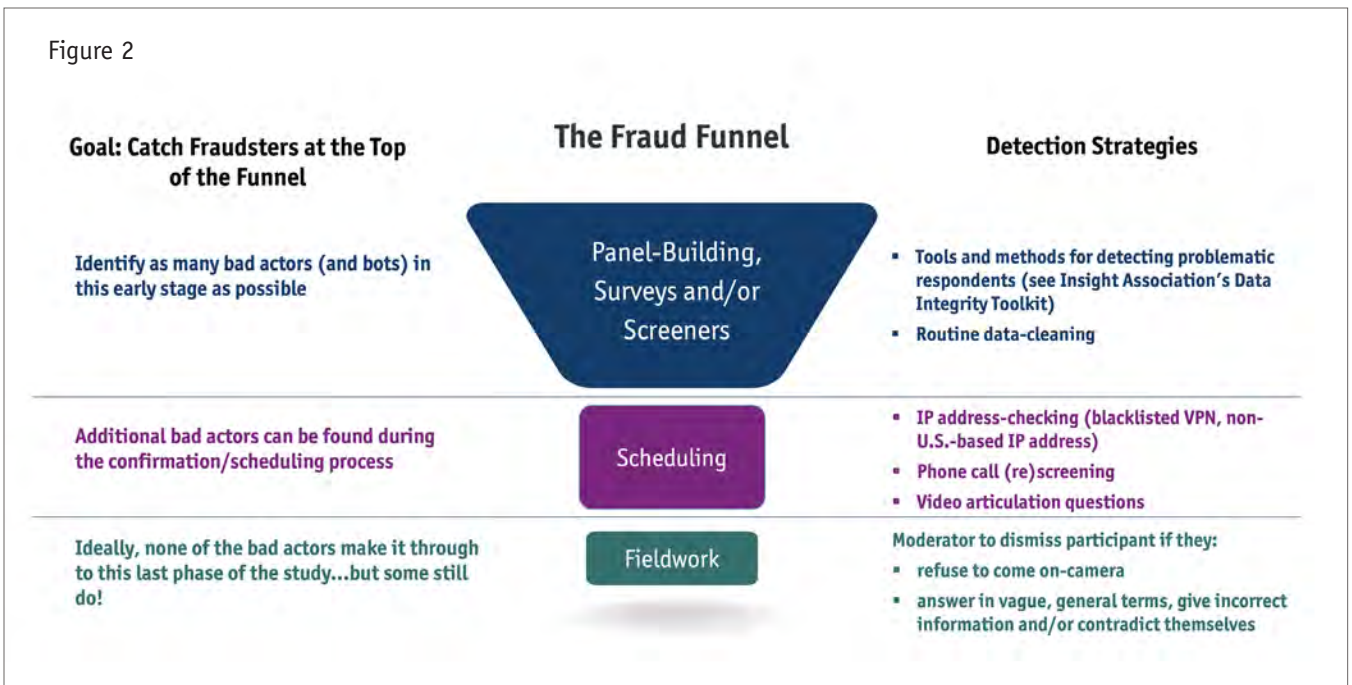 Figure 2
Goal: Catch Fraudsters at the Top
of the Funnel
The Fraud Funnel
Detection Strategies
Identify as many bad actors (and bots) in
this early stage as possible
Panel-Building,
Surveys and/or
Screeners
▪ Tools and methods for detecting problematic
respondents (see Insight Association's Data
Integrity Toolkit)
▪ Routine data-cleaning
Additional bad actors can be found during
the confirmation/scheduling process
Scheduling
▪ IP address-checking (blacklisted VPN, non-
U.S.-based IP address)
▪ Phone call (re)screening
▪ Video articulation questions
Ideally, none of the bad actors make it through
to this last phase of the study...but some still
do!
Fieldwork
Moderator to dismiss participant if they:
▪ refuse to come on-camera
▪ answer in vague, general terms, give incorrect
information and/or contradict themselves